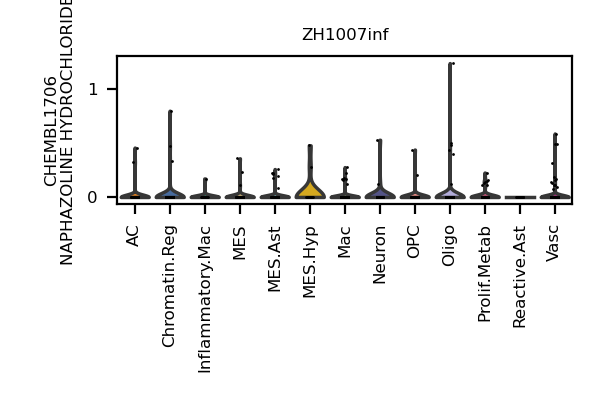 ZH1007inf
CHEMBL1706
NAPHAZOLINE HYDROCHLORIDE
1
0
AC
Chromatin.Reg
Inflammatory.Mac
MES
MES.Ast
MES.Hyp
Mac
Neuron
OPC
Oligo
Prolif.Metab
Reactive.Ast
Vasc